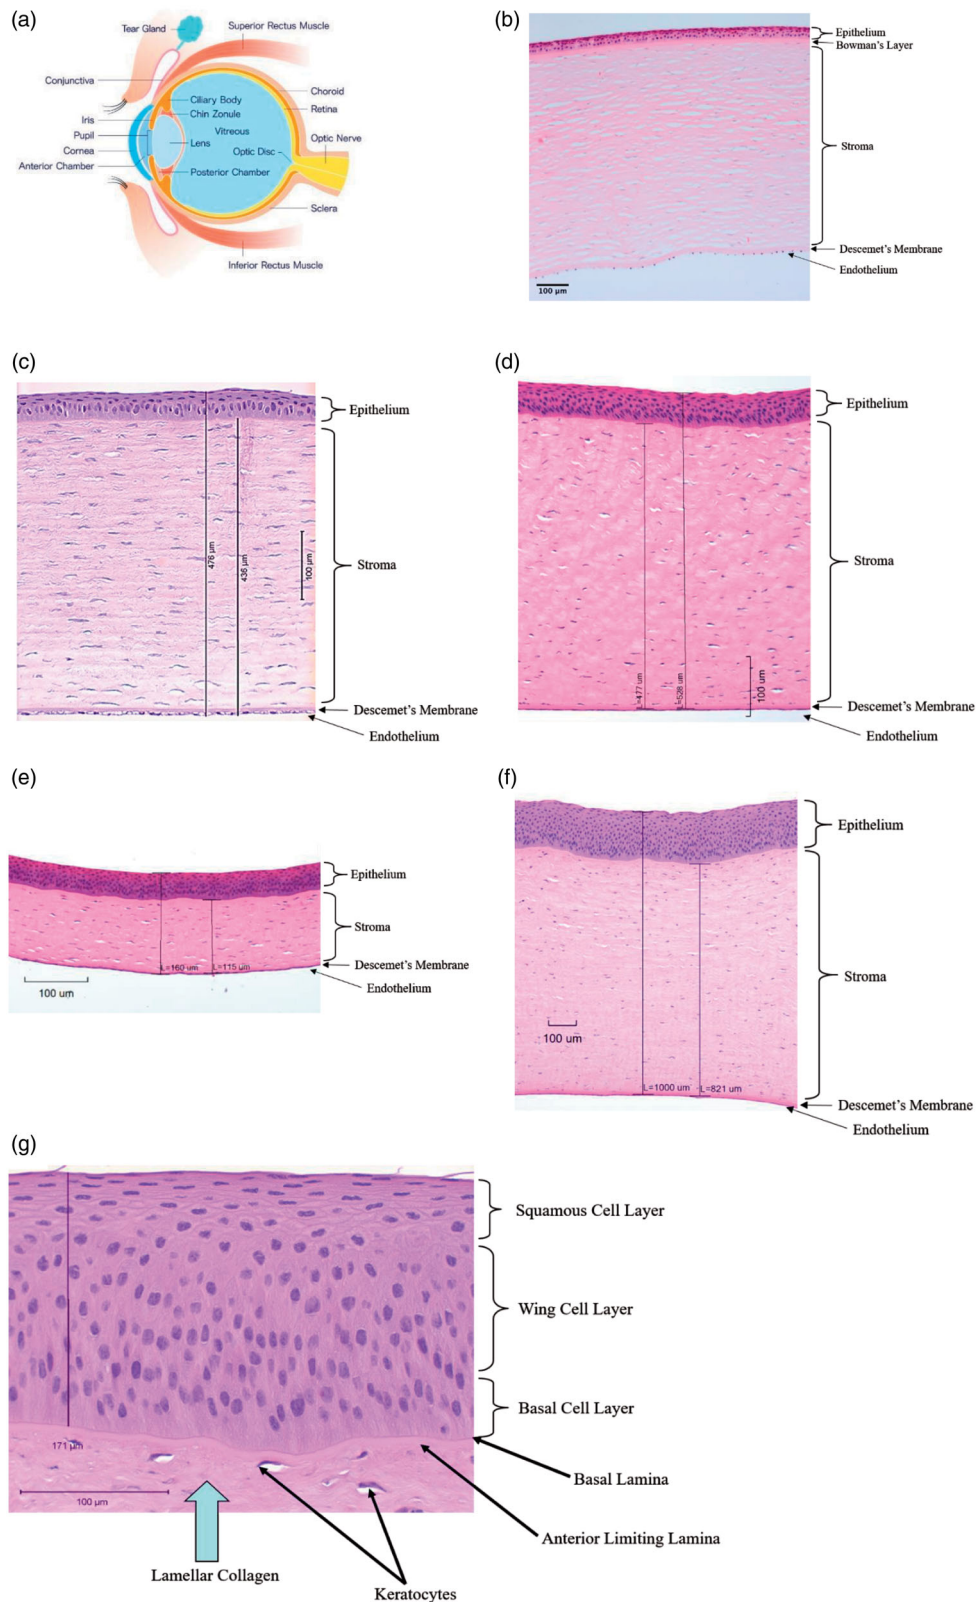 (a)
Tear Gland
Superior Rectus Muscle
Conjunctiva
Choroid
Ciliary Body
Retina
Chin Zonule
Iris
Vitreous
Pupil
Lens
Optic Nerve
Cornea
Optic Disc
Anterior Chamber
Posterior Chamber
Sclera
Inferior Rectus Muscle
(b)
Epithelium
Bowman's Layer
Stroma
Descemet's Membrane
Endothelium
100 µm
(c)
Epithelium
Stroma
476 µm
436 µm
100 µm
Descemet's Membrane
Endothelium
(d)
Epithelium
Stroma
L=477 um
L=528 um
100 µm
Descemet's Membrane
Endothelium
(e)
Epithelium
Stroma
L=160 um
L=115 um
Descemet's Membrane
Endothelium
100 um
(f)
Epithelium
Stroma
100 um
L=1000 um
L=821 um
Descemet's Membrane
Endothelium
(g)
Squamous Cell Layer
Wing Cell Layer
Basal Cell Layer
171 µm
100 µm
Basal Lamina
Anterior Limiting Lamina
Lamellar Collagen
Keratocytes